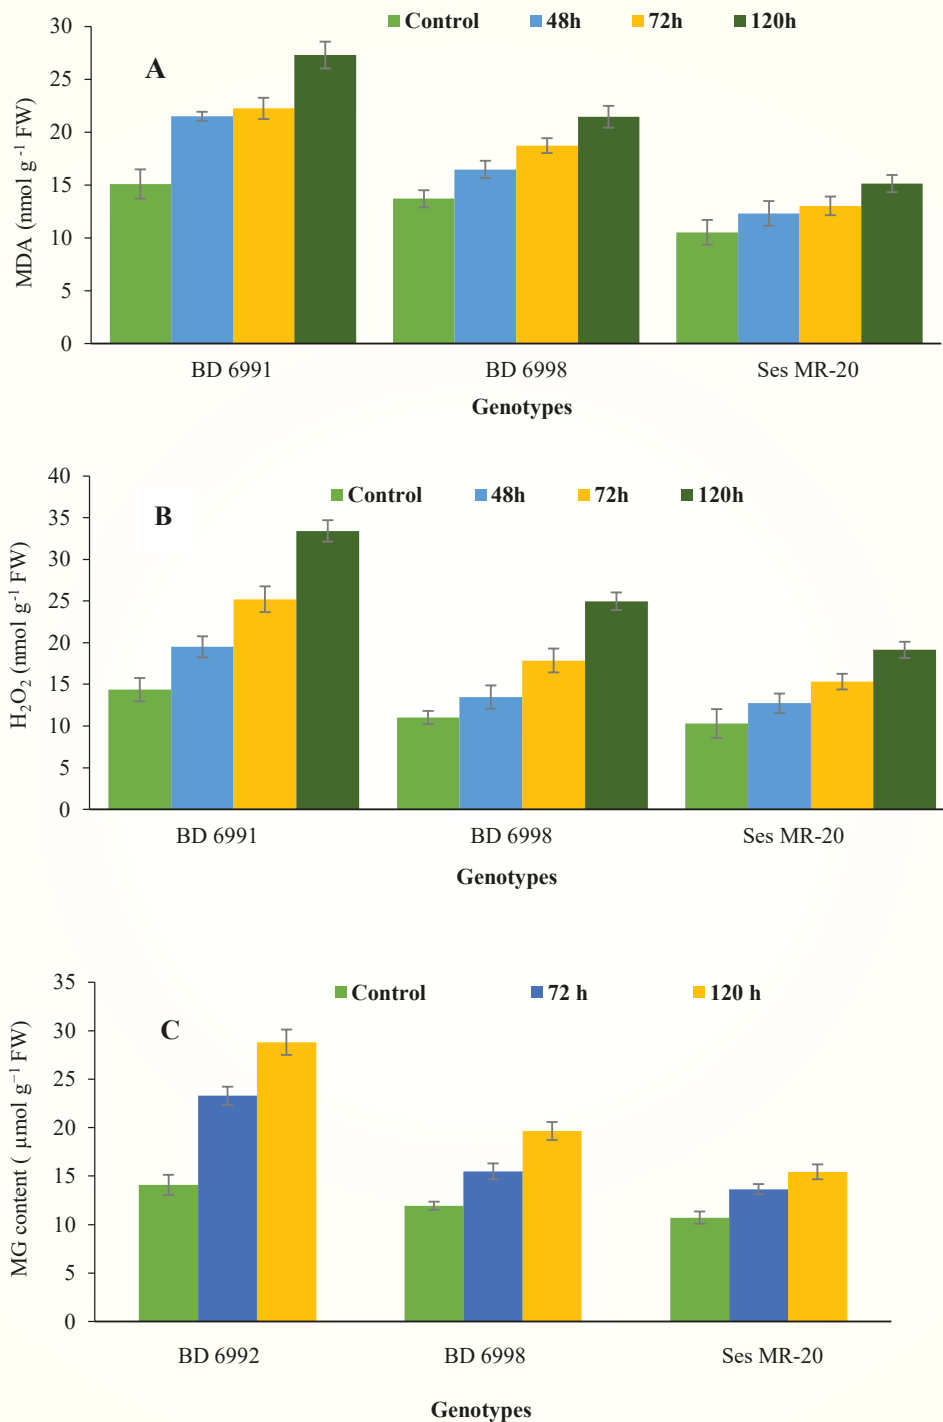 Control 48h 72h 120h
A
MDA (nmol g⁻¹ FW)
30
25
20
15
10
5
0
BD 6991 BD 6998 Ses MR-20
Genotypes
Control 48h 72h 120h
B
H₂O₂ (nmol g⁻¹ FW)
40
35
30
25
20
15
10
5
0
BD 6991 BD 6998 Ses MR-20
Genotypes
Control 72 h 120 h
C
MG content ( µmol g⁻¹ FW)
35
30
25
20
15
10
5
0
BD 6992 BD 6998 Ses MR-20
Genotypes